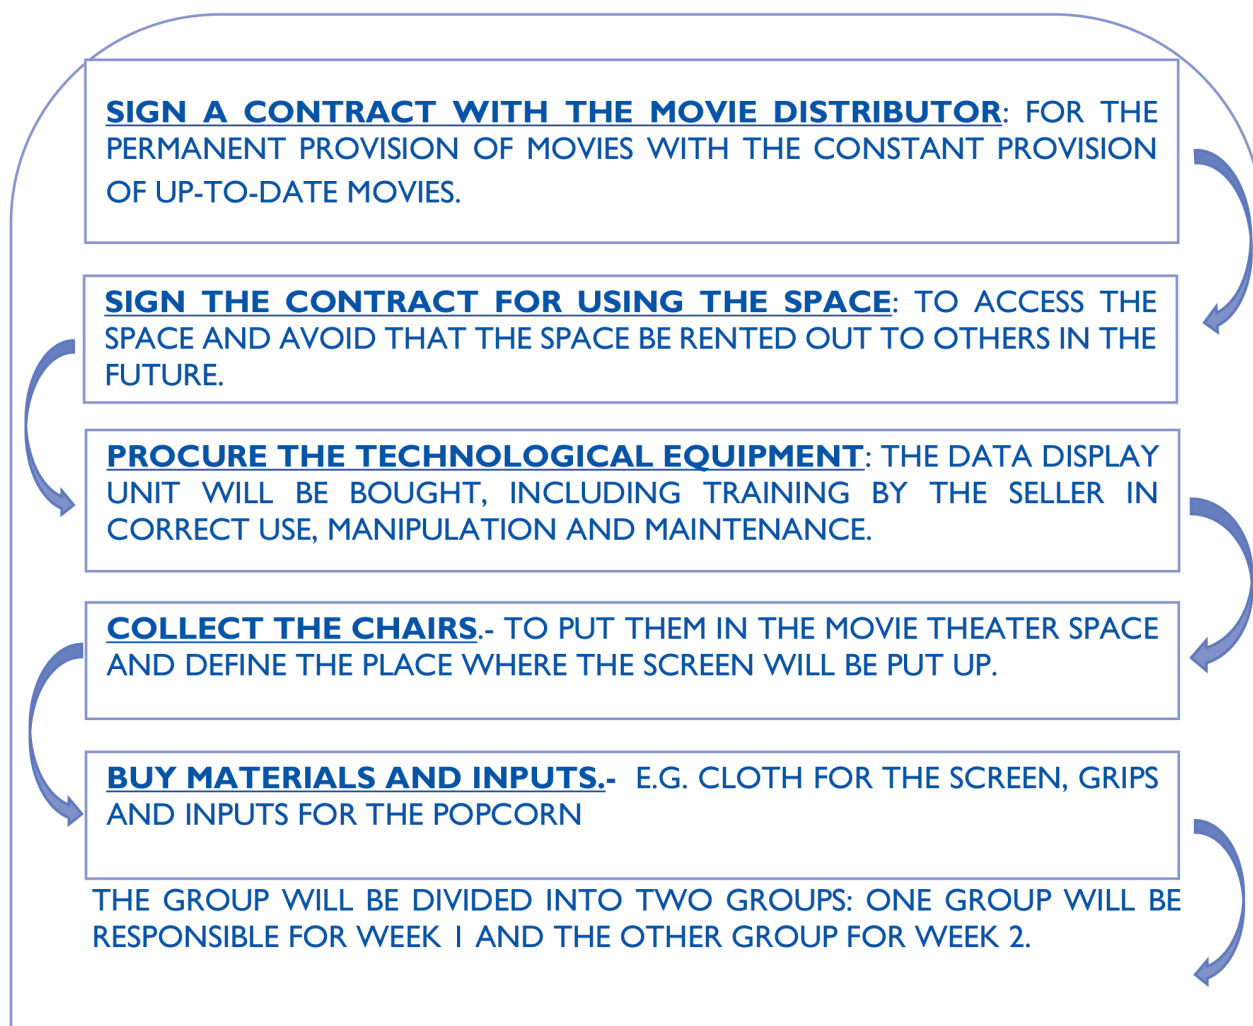 SIGN A CONTRACT WITH THE MOVIE DISTRIBUTOR: FOR THE
PERMANENT PROVISION OF MOVIES WITH THE CONSTANT PROVISION
OF UP-TO-DATE MOVIES.
SIGN THE CONTRACT FOR USING THE SPACE: TO ACCESS THE
SPACE AND AVOID THAT THE SPACE BE RENTED OUT TO OTHERS IN THE
FUTURE.
PROCURE THE TECHNOLOGICAL EQUIPMENT: THE DATA DISPLAY
UNIT WILL BE BOUGHT, INCLUDING TRAINING BY THE SELLER IN
CORRECT USE, MANIPULATION AND MAINTENANCE.
COLLECT THE CHAIRS.- TO PUT THEM IN THE MOVIE THEATER SPACE
AND DEFINE THE PLACE WHERE THE SCREEN WILL BE PUT UP.
BUY MATERIALS AND INPUTS.- E.G. CLOTH FOR THE SCREEN, GRIPS
AND INPUTS FOR THE POPCORN
THE GROUP WILL BE DIVIDED INTO TWO GROUPS: ONE GROUP WILL BE
RESPONSIBLE FOR WEEK 1 AND THE OTHER GROUP FOR WEEK 2.